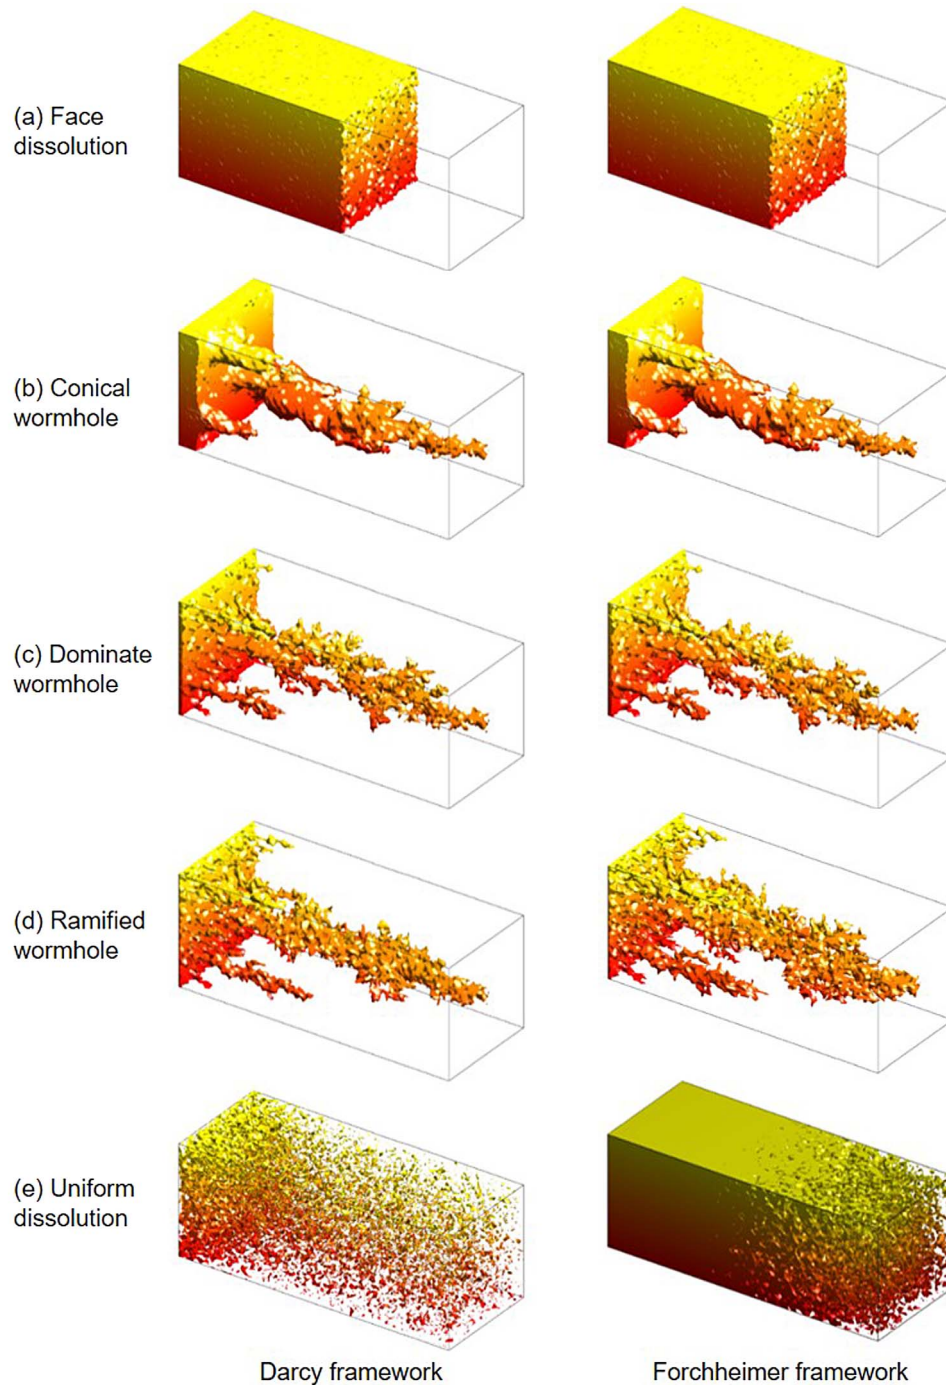 (a) Face
dissolution
(b) Conical
wormhole
(c) Dominate
wormhole
(d) Ramified
wormhole
(e) Uniform
dissolution
Darcy framework
Forchheimer framework